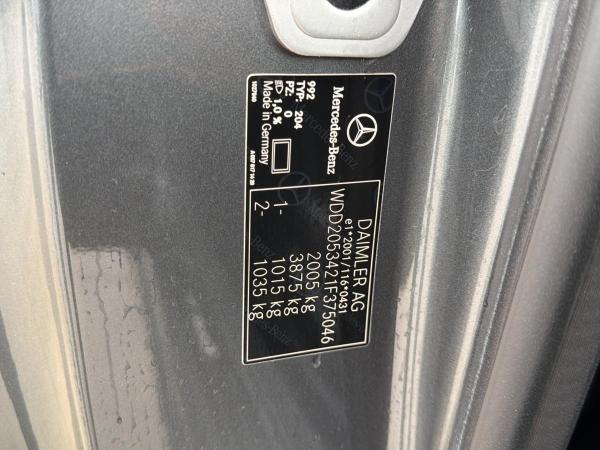 Mercedes-Benz
DAIMLER AG
e1*2001/116*0431
WDD2053421F375046
2005 kg
3875 kg
1- 1015 kg
2- 1035 kg
992
TYP: 204
PZ: 0
1,0 %
Made in Germany